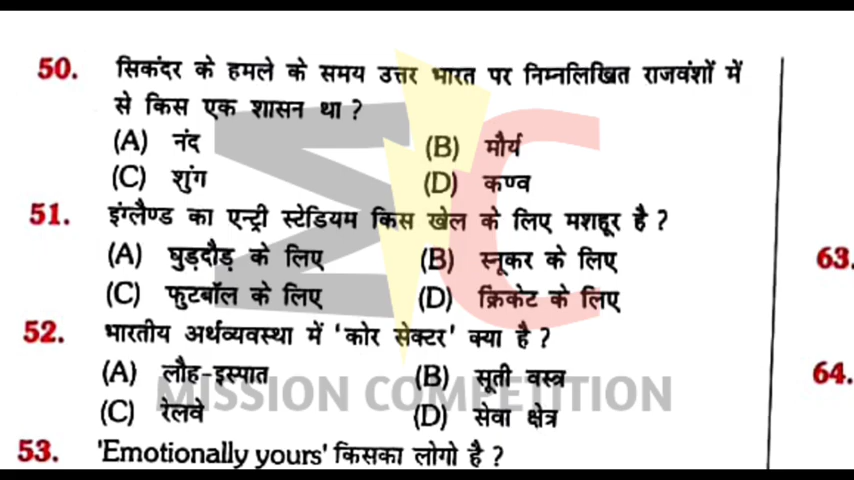 50. सिकंदर के हमले के समय उत्तर भारत पर निम्नलिखित राजवंशों में
से किस एक शासन था ?
(A) नंद (B) मौर्य
(C) शुंग (D) कण्व
51. इंग्लैण्ड का एन्ट्री स्टेडियम किस खेल के लिए मशहूर है ?
(A) घुड़दौड़ के लिए (B) स्नूकर के लिए
(C) फुटबॉल के लिए (D) क्रिकेट के लिए
52. भारतीय अर्थव्यवस्था में 'कोर सेक्टर' क्या है ?
(A) लौह-इस्पात (B) सूती वस्त्र
(C) रेलवे (D) सेवा क्षेत्र
53. 'Emotionally yours' किसका लोगो है ?
63.
64.
MC
MISSION COMPETITION